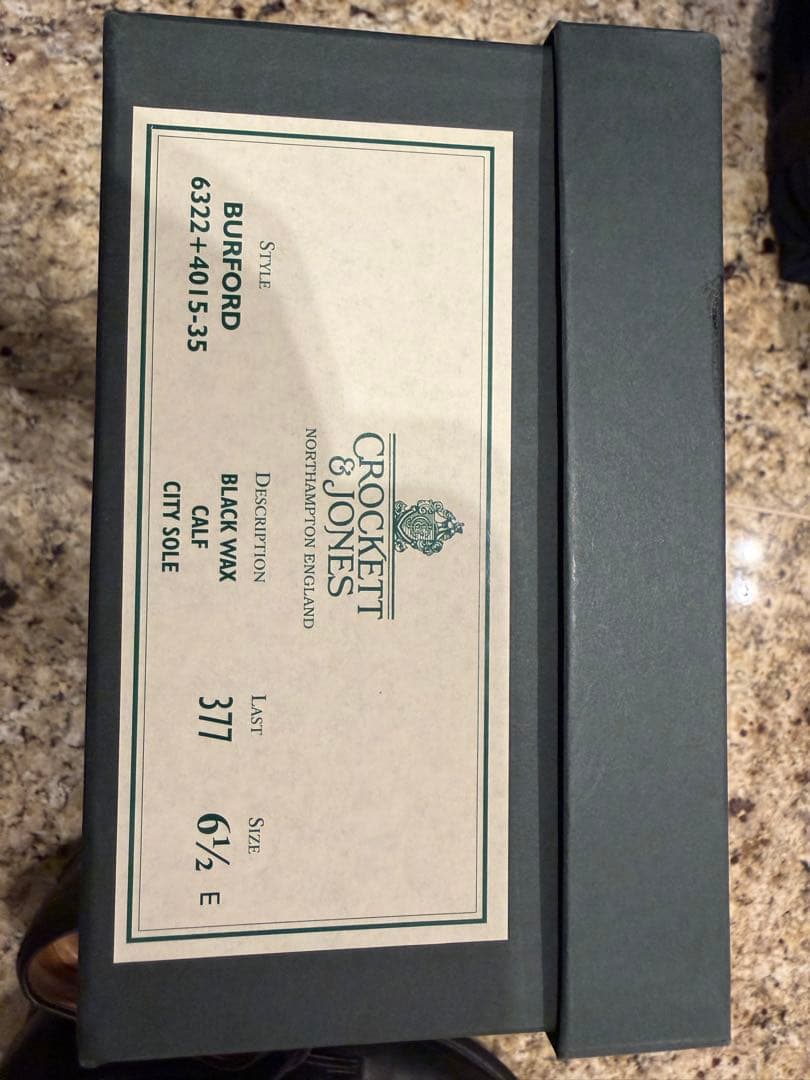 CROCKETT
& JONES
NORTHAMPTON ENGLAND
STYLE
BURFORD
6322+4015-35
DESCRIPTION
BLACK WAX
CALF
CITY SOLE
LAST
377
SIZE
6½ E